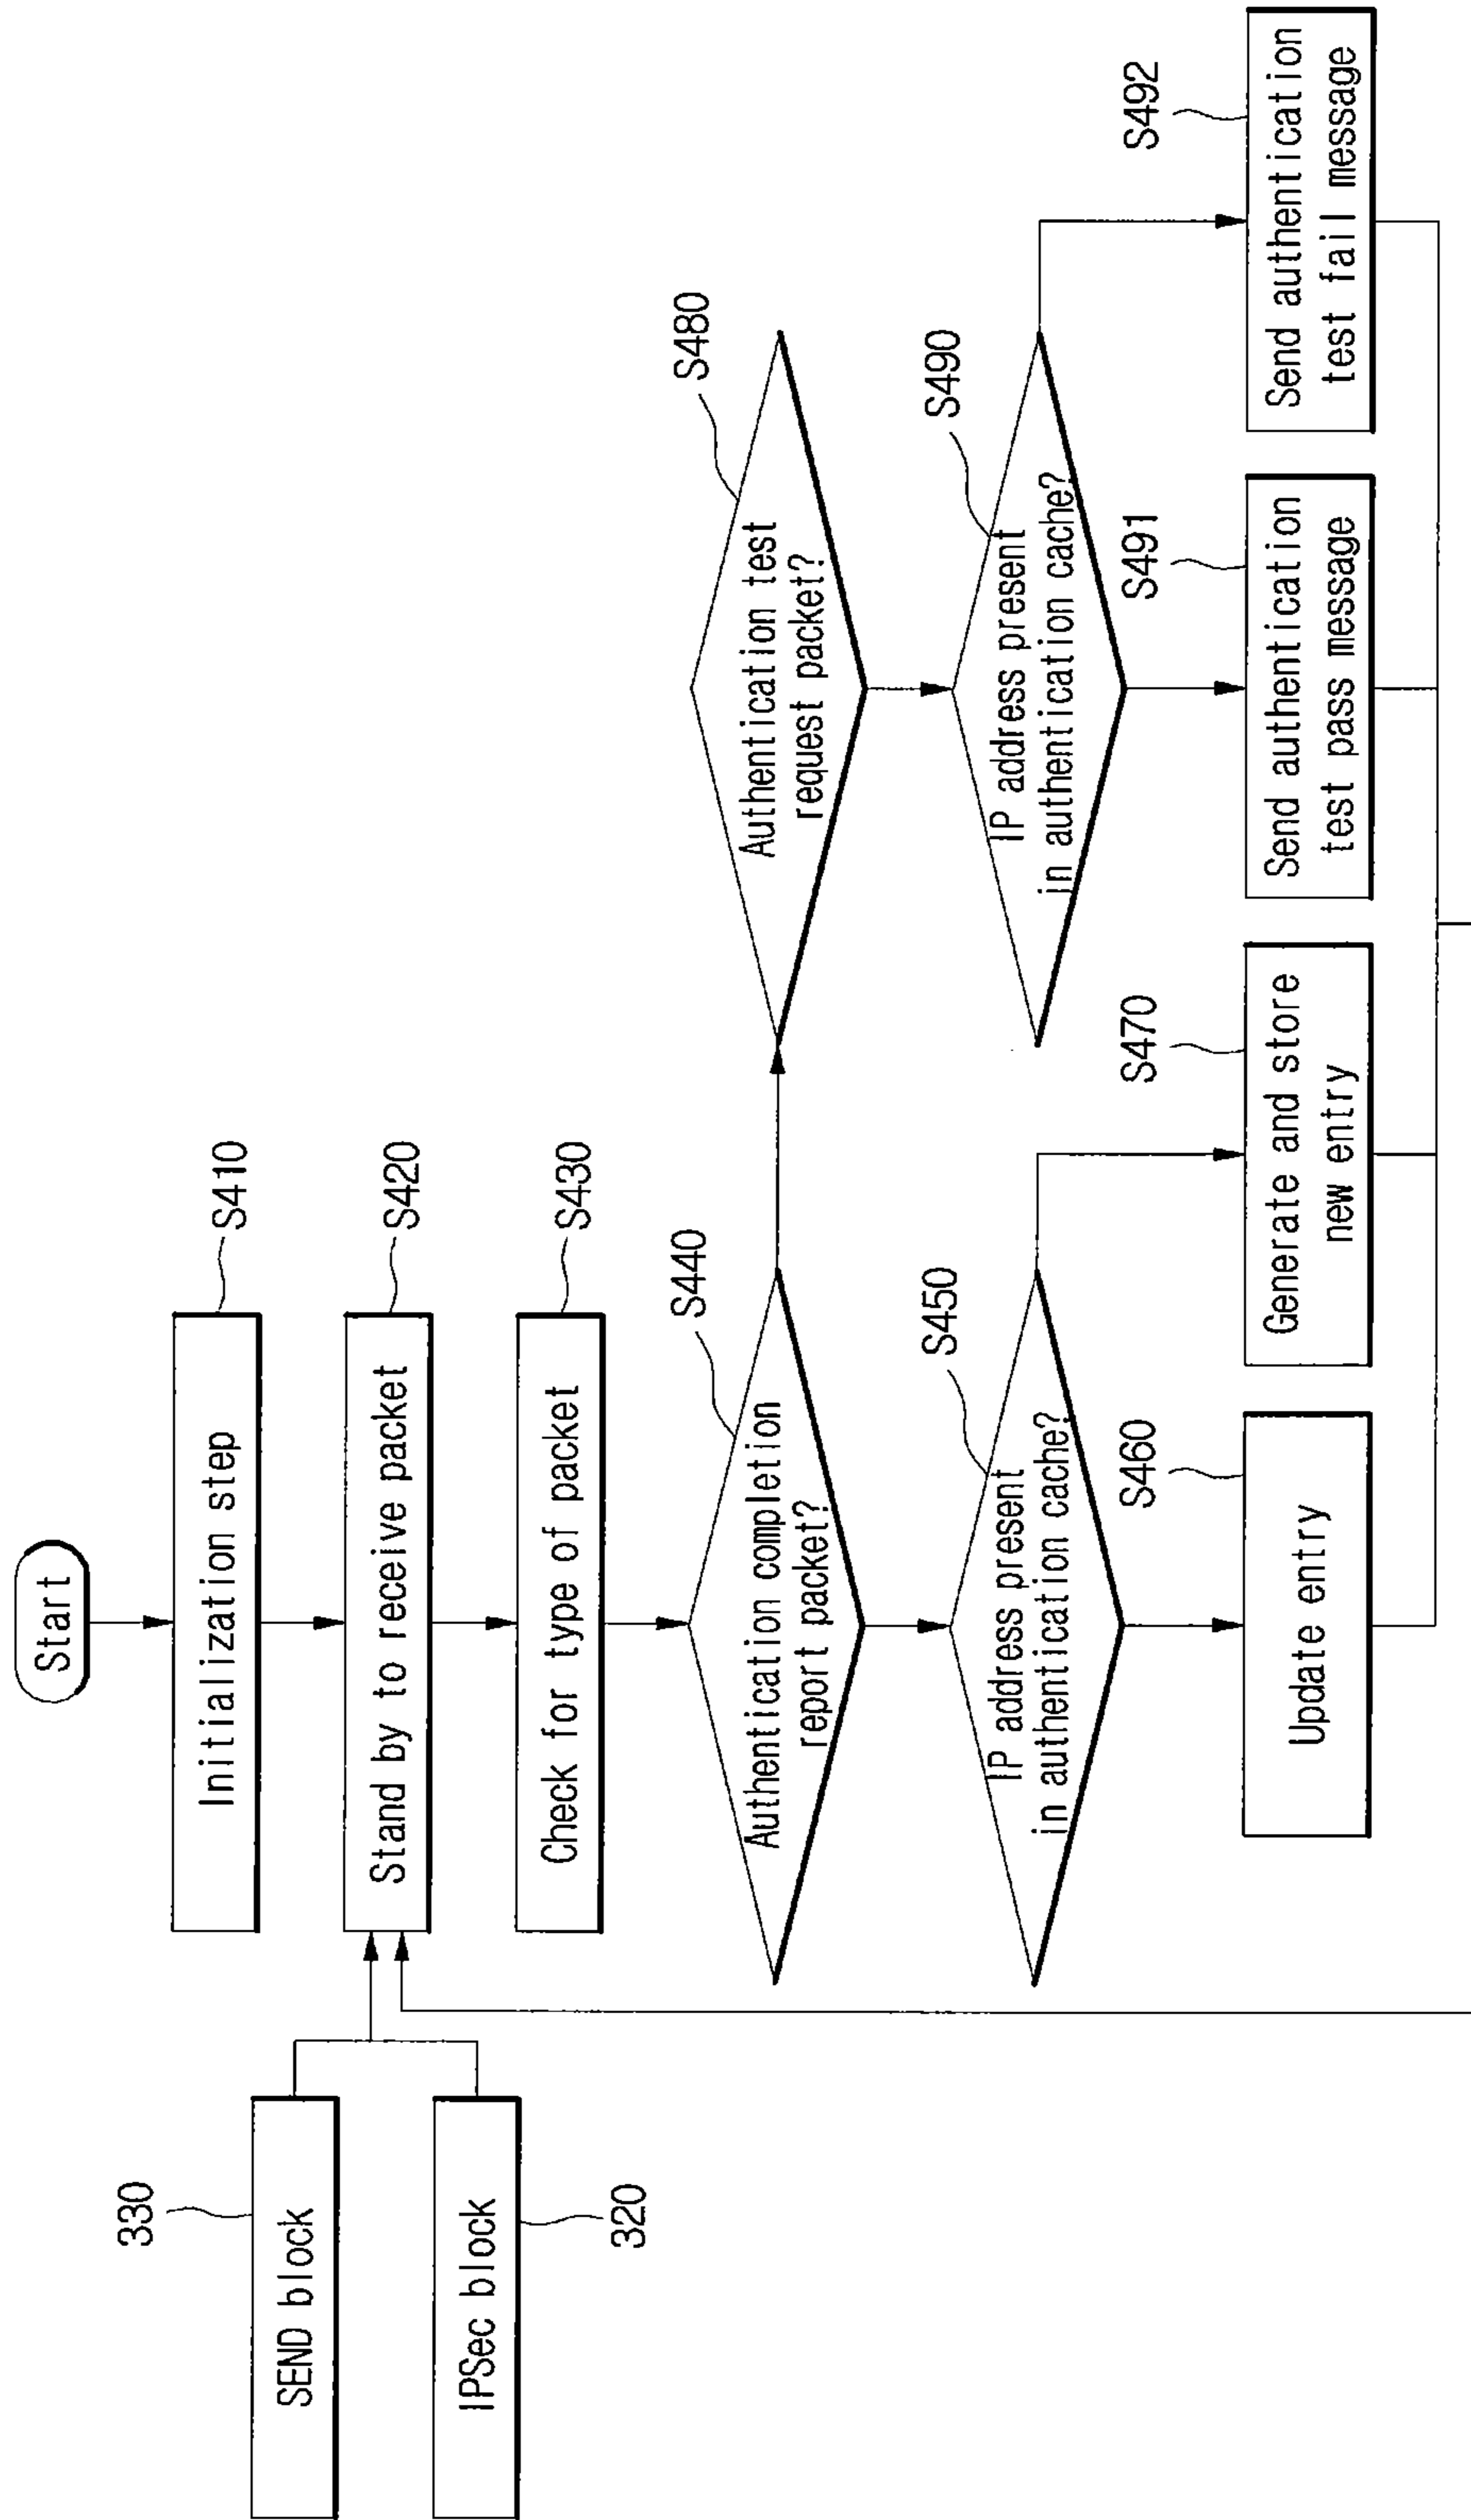 Start
Initialization step
S410
330
SEND block
Stand by to receive packet
S420
IPSec block
320
Check for type of packet
S430
Authentication completion
report packet?
S440
Authentication test
request packet?
S480
IP address present
in authentication cache?
S450
IP address present
in authentication cache?
S490
S460
Update entry
S470
Generate and store
new entry
S491
Send authentication
test pass message
S492
Send authentication
test fail message